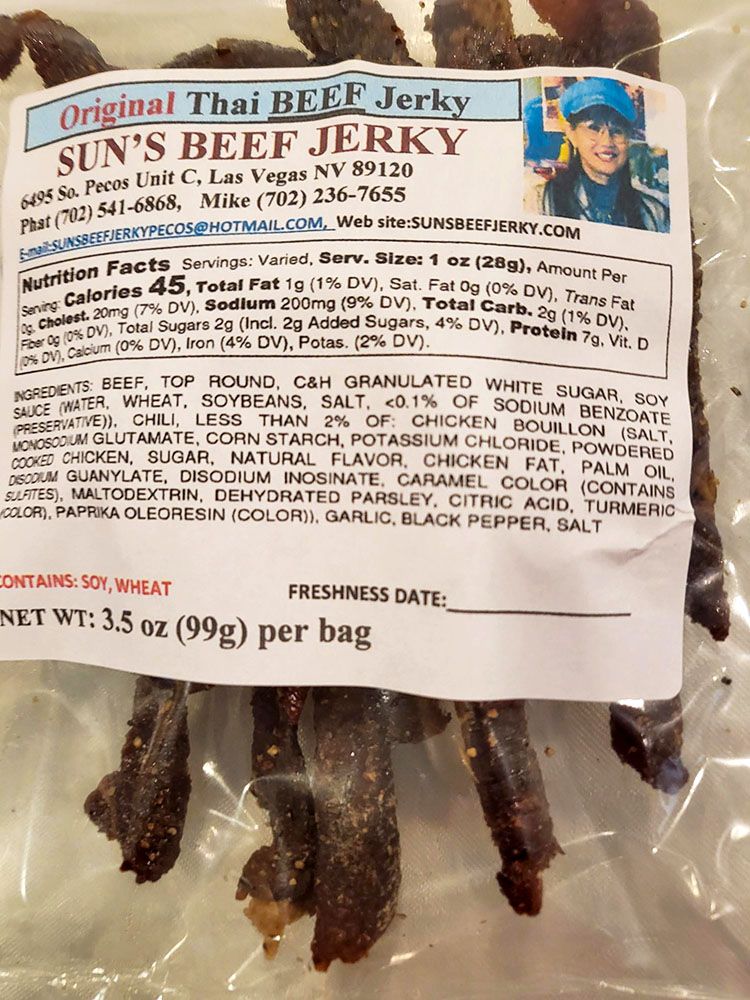 Original Thai BEEF Jerky
SUN'S BEEF JERKY
6495 So. Pecos Unit C, Las Vegas NV 89120
Phat (702) 541-6868, Mike (702) 236-7655
E-mail:SUNSBEEFJERKYPECOS@HOTMAIL.COM, Web site:SUNSBEEFJERKY.COM
Nutrition Facts Servings: Varied, Serv. Size: 1 oz (28g), Amount Per
Serving: Calories 45, Total Fat 1g (1% DV), Sat. Fat 0g (0% DV), Trans Fat
0g, Cholest. 20mg (7% DV), Sodium 200mg (9% DV), Total Carb. 2g (1% DV),
Fiber 0g (0% DV), Total Sugars 2g (Incl. 2g Added Sugars, 4% DV), Protein 7g, Vit. D
(0% DV), Calcium (0% DV), Iron (4% DV), Potas. (2% DV).
INGREDIENTS: BEEF, TOP ROUND, C&H GRANULATED WHITE SUGAR, SOY
SAUCE (WATER, WHEAT, SOYBEANS, SALT, <0.1% OF SODIUM BENZOATE
(PRESERVATIVE)), CHILI, LESS THAN 2% OF: CHICKEN BOUILLON (SALT,
MONOSODIUM GLUTAMATE, CORN STARCH, POTASSIUM CHLORIDE, POWDERED
COOKED CHICKEN, SUGAR, NATURAL FLAVOR, CHICKEN FAT, PALM OIL,
DISODIUM GUANYLATE, DISODIUM INOSINATE, CARAMEL COLOR (CONTAINS
SULFITES), MALTODEXTRIN, DEHYDRATED PARSLEY, CITRIC ACID, TURMERIC
(COLOR), PAPRIKA OLEORESIN (COLOR)), GARLIC, BLACK PEPPER, SALT
CONTAINS: SOY, WHEAT
FRESHNESS DATE:
NET WT: 3.5 oz (99g) per bag